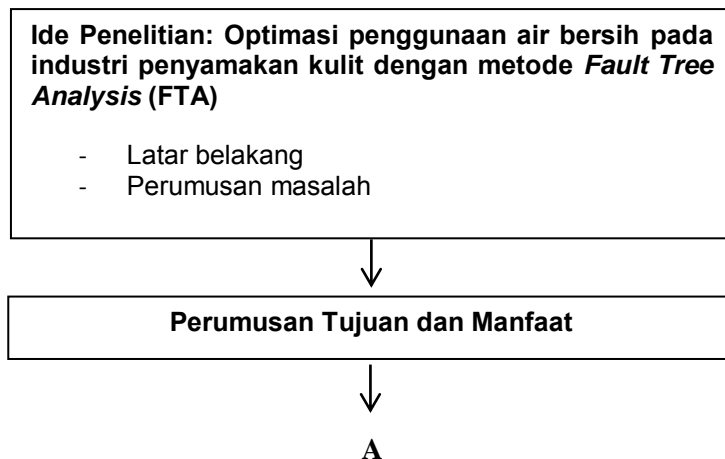 Ide Penelitian: Optimasi penggunaan air bersih pada
industri penyamakan kulit dengan metode Fault Tree
Analysis (FTA)
- Latar belakang
- Perumusan masalah
Perumusan Tujuan dan Manfaat
A